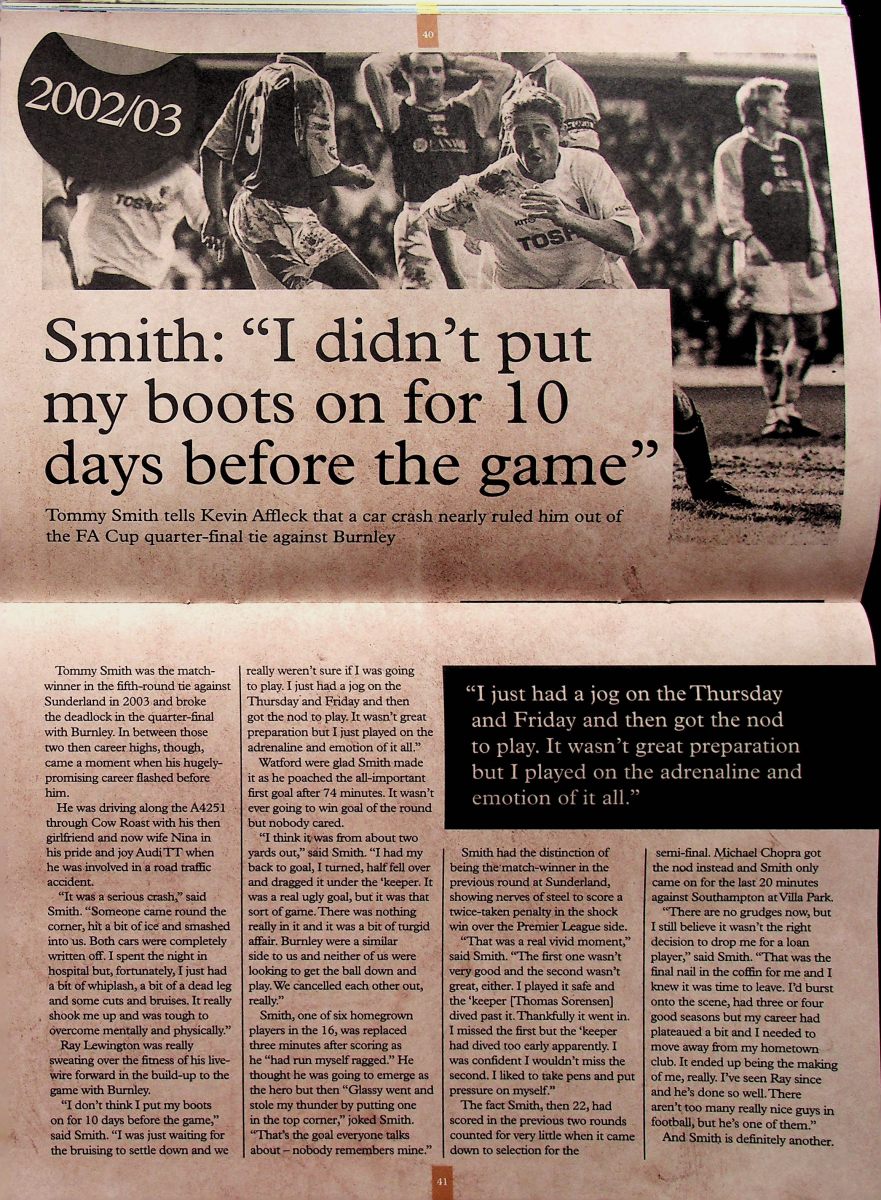 40
2002/03
TOSHI
3
TOSH
Smith: “I didn’t put
my boots on for 10
days before the game”
Tommy Smith tells Kevin Affleck that a car crash nearly ruled him out of
the FA Cup quarter-final tie against Burnley
Tommy Smith was the match-
winner in the fifth-round tie against
Sunderland in 2003 and broke
the deadlock in the quarter-final
with Burnley. In between those
two then career highs, though,
came a moment when his hugely-
promising career flashed before
him.
He was driving along the A4251
through Cow Roast with his then
girlfriend and now wife Nina in
his pride and joy Audi TT when
he was involved in a road traffic
accident.
“It was a serious crash,” said
Smith. “Someone came round the
corner, hit a bit of ice and smashed
into us. Both cars were completely
written off. I spent the night in
hospital but, fortunately, I just had
a bit of whiplash, a bit of a dead leg
and some cuts and bruises. It really
shook me up and was tough to
overcome mentally and physically.”
Ray Lewington was really
sweating over the fitness of his live-
wire forward in the build-up to the
game with Burnley.
“I don’t think I put my boots
on for 10 days before the game,”
said Smith. “I was just waiting for
the bruising to settle down and we
really weren’t sure if I was going
to play. I just had a jog on the
Thursday and Friday and then
got the nod to play. It wasn’t great
preparation but I just played on the
adrenaline and emotion of it all.”
Watford were glad Smith made
it as he poached the all-important
first goal after 74 minutes. It wasn’t
ever going to win goal of the round
but nobody cared.
“I think it was from about two
yards out,” said Smith. “I had my
back to goal, I turned, half fell over
and dragged it under the ‘keeper. It
was a real ugly goal, but it was that
sort of game. There was nothing
really in it and it was a bit of turgid
affair. Burnley were a similar
side to us and neither of us were
looking to get the ball down and
play. We cancelled each other out,
really.”
Smith, one of six homegrown
players in the 16, was replaced
three minutes after scoring as
he “had run myself ragged.” He
thought he was going to emerge as
the hero but then “Glassy went and
stole my thunder by putting one
in the top corner,” joked Smith.
“That’s the goal everyone talks
about – nobody remembers mine.”
“I just had a jog on the Thursday
and Friday and then got the nod
to play. It wasn’t great preparation
but I played on the adrenaline and
emotion of it all.”
Smith had the distinction of
being the match-winner in the
previous round at Sunderland,
showing nerves of steel to score a
twice-taken penalty in the shock
win over the Premier League side.
“That was a real vivid moment,”
said Smith. “The first one wasn’t
very good and the second wasn’t
great, either. I played it safe and
the ‘keeper [Thomas Sorensen]
dived past it. Thankfully it went in.
I missed the first but the ‘keeper
had dived too early apparently. I
was confident I wouldn’t miss the
second. I liked to take pens and put
pressure on myself.”
The fact Smith, then 22, had
scored in the previous two rounds
counted for very little when it came
down to selection for the
semi-final. Michael Chopra got
the nod instead and Smith only
came on for the last 20 minutes
against Southampton at Villa Park.
“There are no grudges now, but
I still believe it wasn’t the right
decision to drop me for a loan
player,” said Smith. “That was the
final nail in the coffin for me and I
knew it was time to leave. I’d burst
onto the scene, had three or four
good seasons but my career had
plateaued a bit and I needed to
move away from my hometown
club. It ended up being the making
of me, really. I’ve seen Ray since
and he’s done so well. There
aren’t too many really nice guys in
football, but he’s one of them.”
And Smith is definitely another.
41